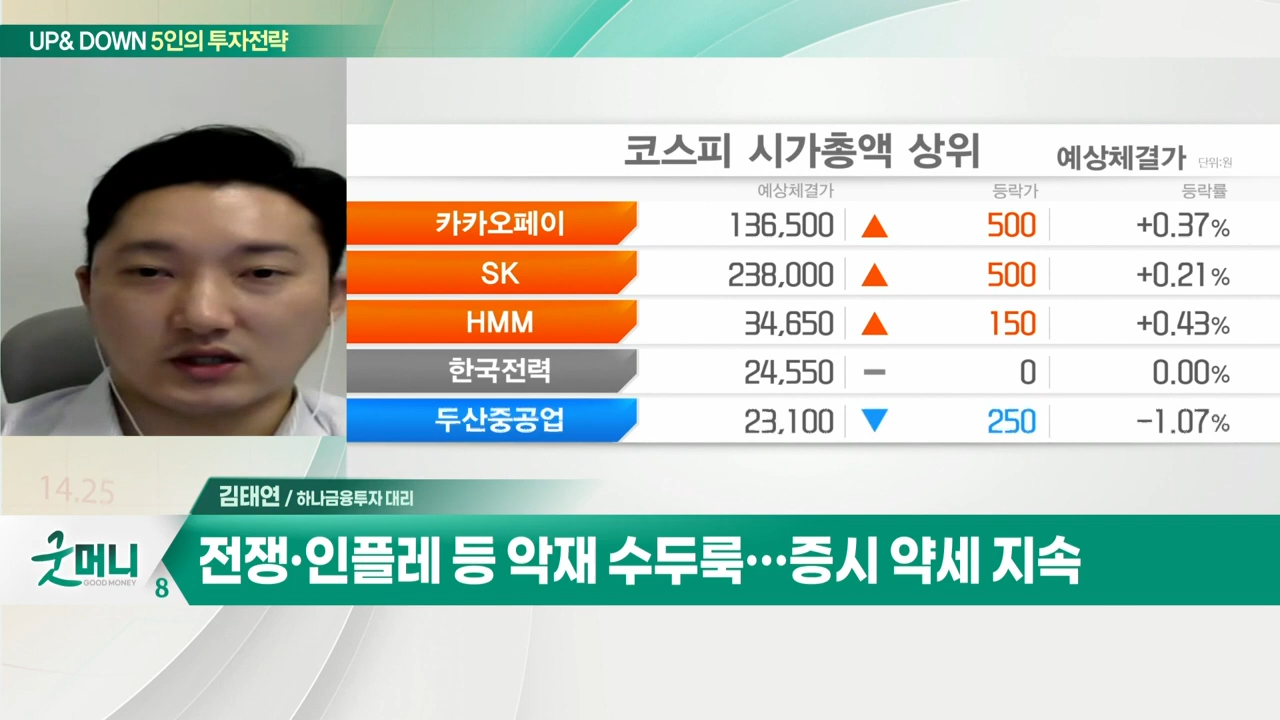 UP& DOWN 5인의 투자전략
코스피 시가총액 상위 예상체결가 단위:원
예상체결가 등락가 등락률
카카오페이 136,500 ▲ 500 +0.37%
SK 238,000 ▲ 500 +0.21%
HMM 34,650 ▲ 150 +0.43%
한국전력 24,550 – 0 0.00%
두산중공업 23,100 ▼ 250 -1.07%
14.25
김태연 / 하나금융투자 대리
굿머니
GOOD MONEY
8
전쟁·인플레 등 악재 수두룩…증시 약세 지속